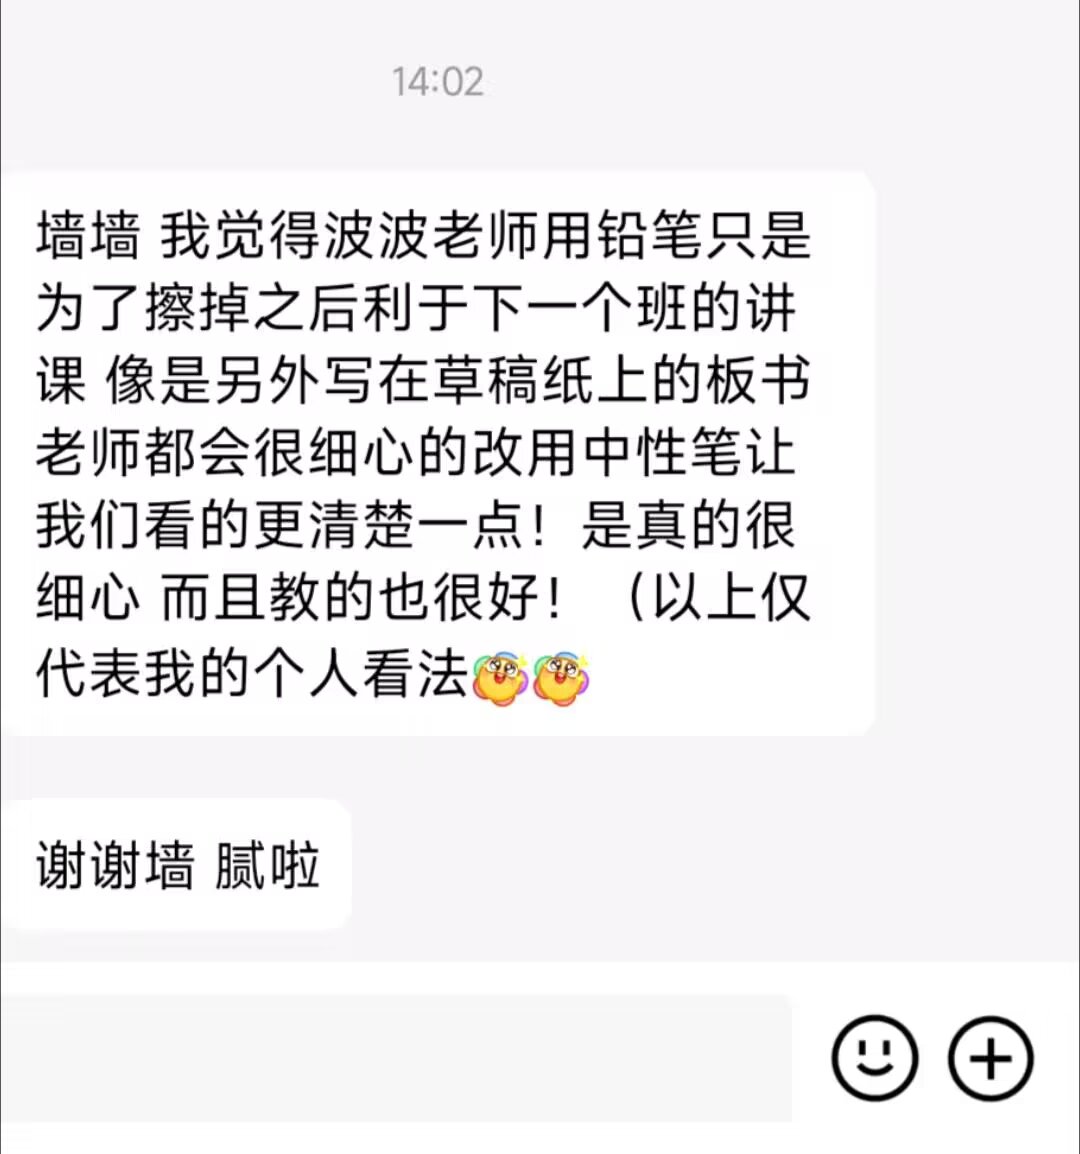 14:02
墙墙 我觉得波波老师用铅笔只是
为了擦掉之后利于下一个班的讲
课 像是另外写在草稿纸上的板书
老师都会很细心的改用中性笔让
我们看的更清楚一点！是真的很
细心 而且教的也很好！（以上仅
代表我的个人看法
谢谢墙 腻啦